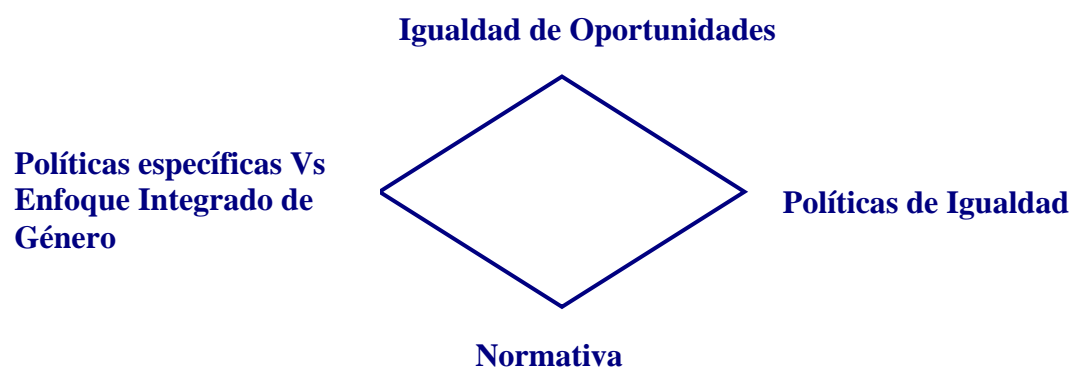 Igualdad de Oportunidades
Políticas específicas Vs
Enfoque Integrado de
Género
Políticas de Igualdad
Normativa